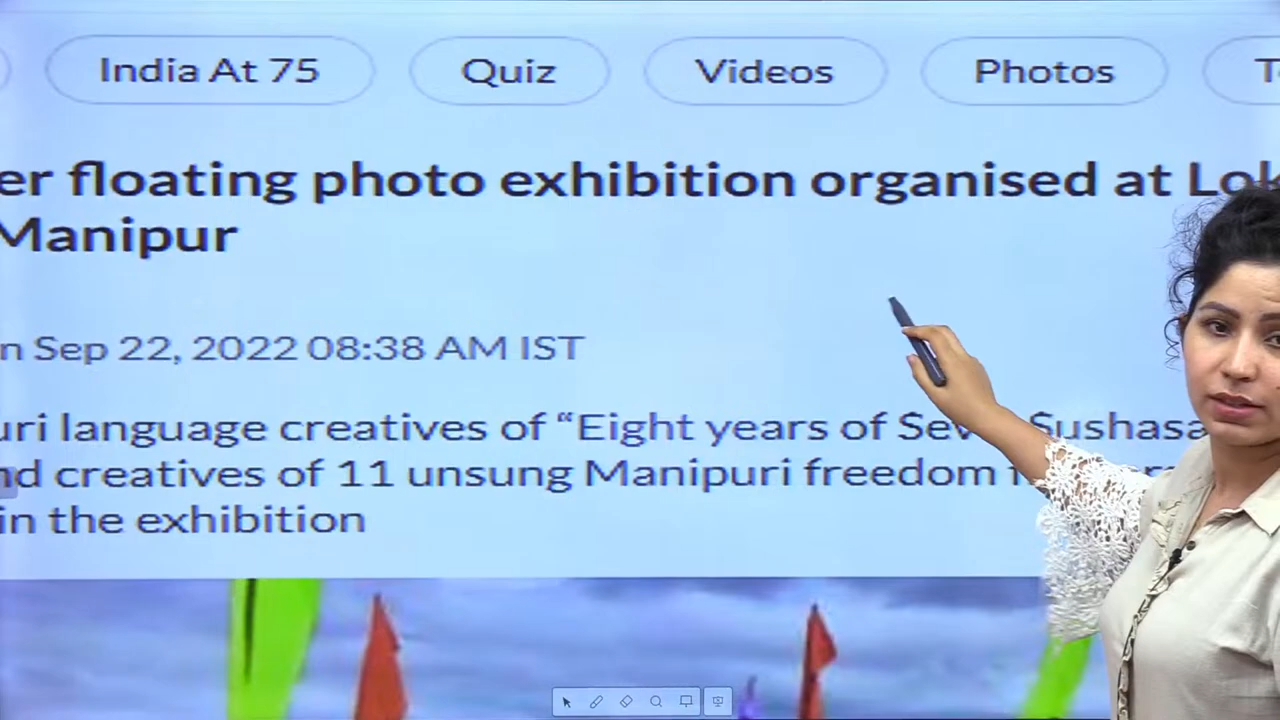 India At 75 Quiz Videos Photos
er floating photo exhibition organised at Lok
Manipur
n Sep 22, 2022 08:38 AM IST
uri language creatives of “Eight years of Sev Sushasa
nd creatives of 11 unsung Manipuri freedom
in the exhibition